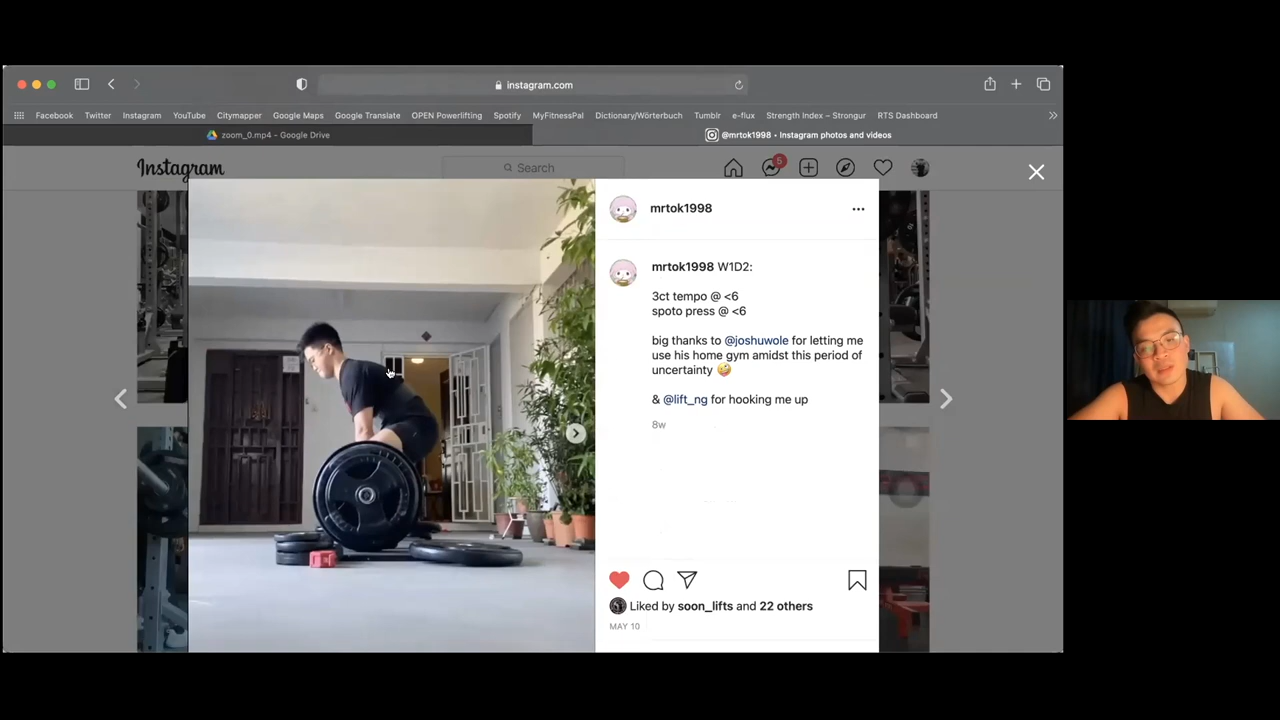 instagram.com
Facebook Twitter Instagram YouTube Citymapper Google Maps Google Translate OPEN Powerlifting Spotify MyFitnessPal Dictionary/Wörterbuch Tumblr e-flux Strength Index – Strongur RTS Dashboard
zoom_0.mp4 - Google Drive
@mrtok1998 • Instagram photos and videos
Instagram
Search
5
mrtok1998
mrtok1998 W1D2:
3ct tempo @ <6
spoto press @ <6
big thanks to @joshuwole for letting me
use his home gym amidst this period of
uncertainty 🤪
& @lift_ng for hooking me up
8w
Liked by soon_lifts and 22 others
MAY 10